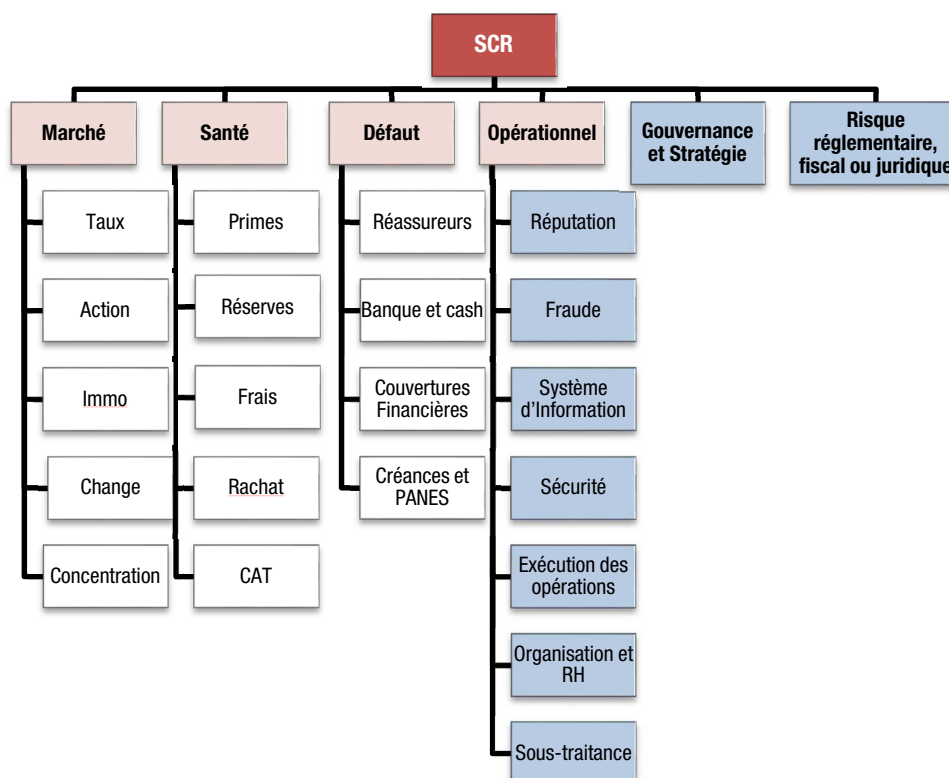 SCR
Marché
Santé
Défaut
Opérationnel
Gouvernance
et Stratégie
Risque
réglementaire,
fiscal ou juridique
Taux
Action
Immo
Change
Concentration
Primes
Réserves
Frais
Rachat
CAT
Réassureurs
Banque et cash
Couvertures
Financières
Créances et
PANES
Réputation
Fraude
Système
d'Information
Sécurité
Exécution des
opérations
Organisation et
RH
Sous-traitance